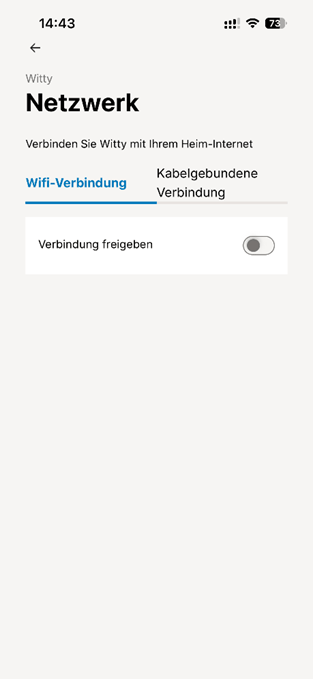 14:43
73
Witty
Netzwerk
Verbinden Sie Witty mit Ihrem Heim-Internet
Wifi-Verbindung
Kabelgebundene
Verbindung
Verbindung freigeben